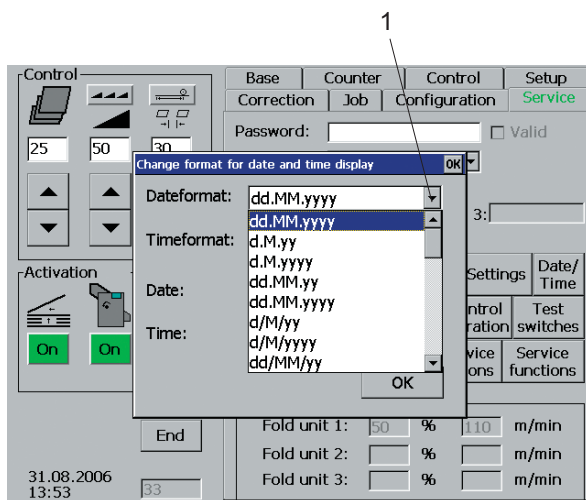 1
Control
Base Counter Control Setup
Correction Job Configuration Service
Password: Valid
25 50 30
Change format for date and time display OK
Dateformat: dd.MM.yyyy
dd.MM.yyyy
d.M.yy
d.M.yyyy
dd.MM.yy
dd.MM.yyyy
d/M/yy
d/M/yyyy
dd/MM/yy
Timeformat:
Date:
Time:
OK
3:
Activation
On On
Settings Date/
Time
Test
switches
Service
functions
End
Fold unit 1: 50 % 110 m/min
Fold unit 2: % m/min
Fold unit 3: % m/min
31.08.2006
13:53
33